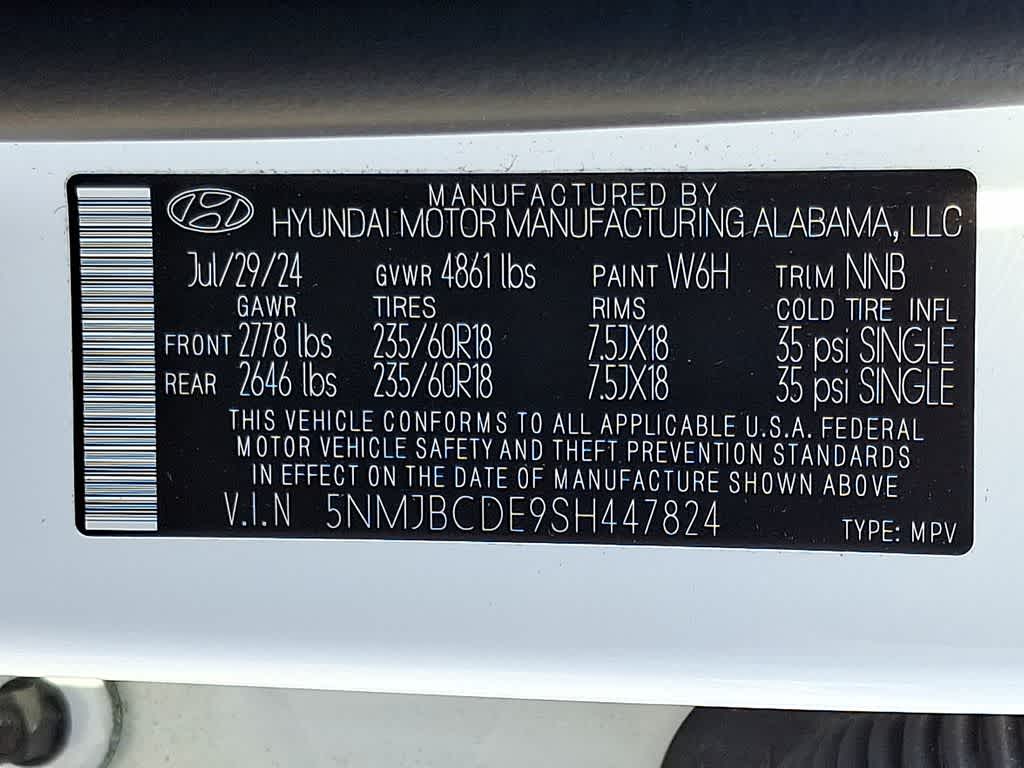 MANUFACTURED BY
HYUNDAI MOTOR MANUFACTURING ALABAMA, LLC
Jul/29/24 GVWR 4861 lbs PAINT W6H TRIM NNB
GAWR TIRES RIMS COLD TIRE INFL
FRONT 2778 lbs 235/60R18 7.5JX18 35 psi SINGLE
REAR 2646 lbs 235/60R18 7.5JX18 35 psi SINGLE
THIS VEHICLE CONFORMS TO ALL APPLICABLE U.S.A. FEDERAL
MOTOR VEHICLE SAFETY AND THEFT PREVENTION STANDARDS
IN EFFECT ON THE DATE OF MANUFACTURE SHOWN ABOVE
V.I.N 5NMJBCDE9SH447824 TYPE: MPV